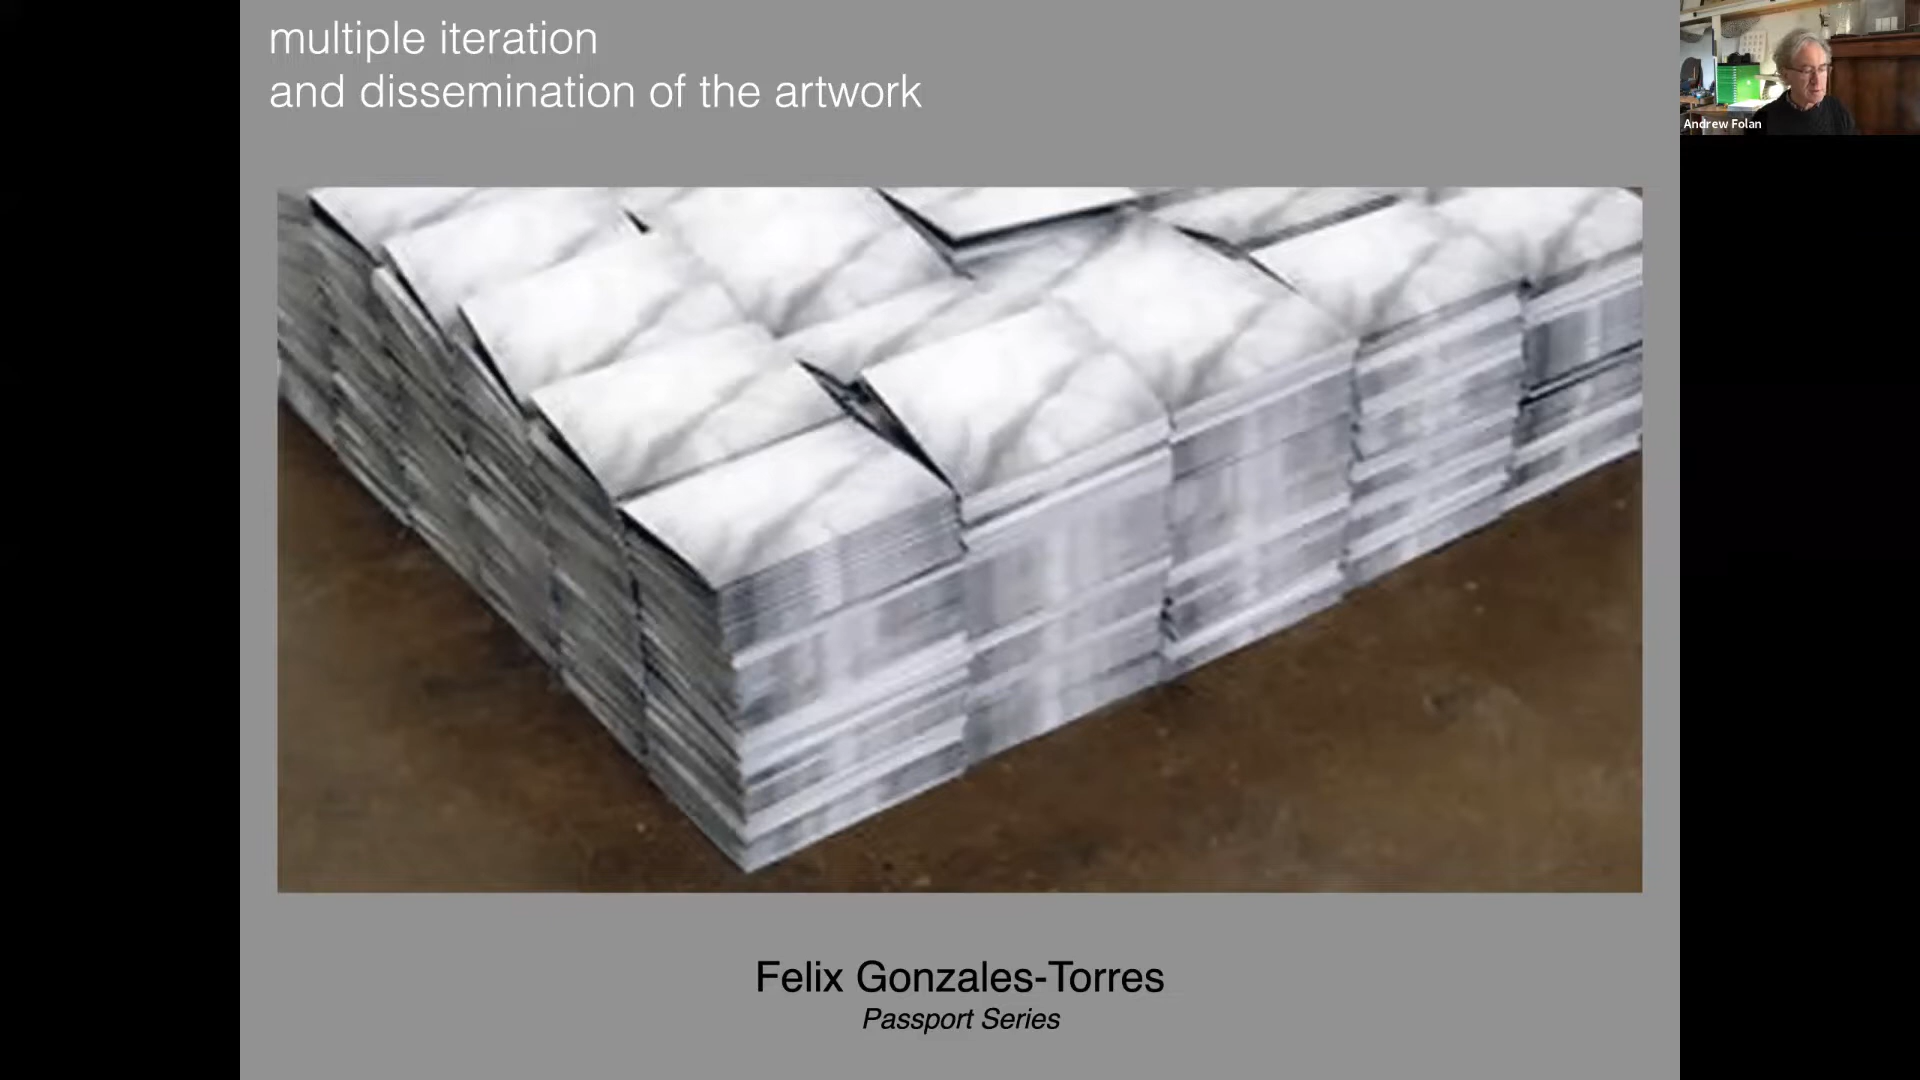 multiple iteration
and dissemination of the artwork
Andrew Folan
Felix Gonzales-Torres
Passport Series